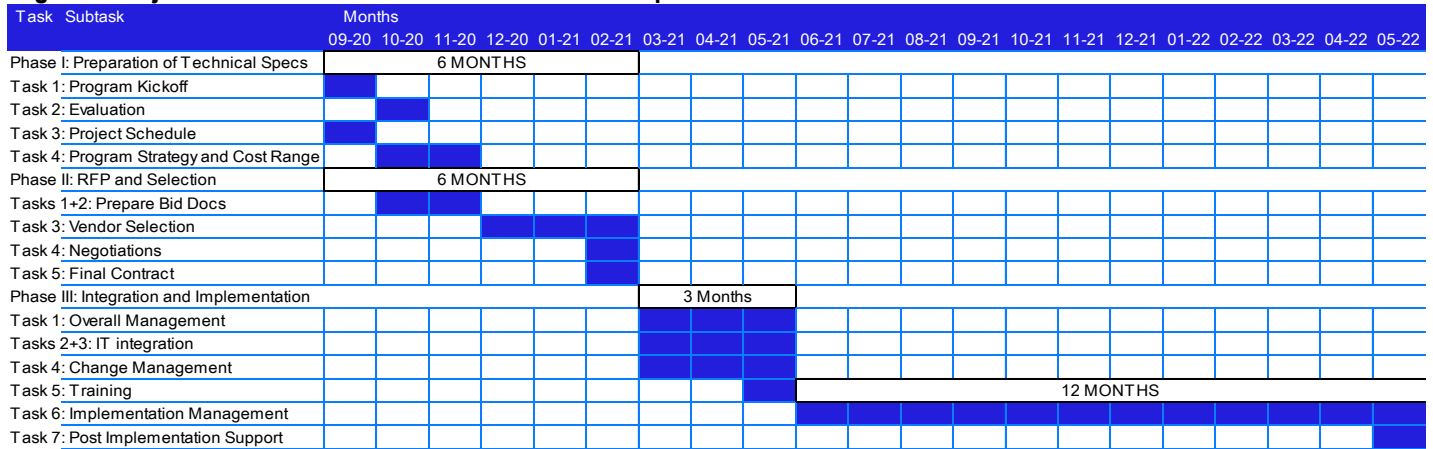 Task Subtask Months
09-20 10-20 11-20 12-20 01-21 02-21 03-21 04-21 05-21 06-21 07-21 08-21 09-21 10-21 11-21 12-21 01-22 02-22 03-22 04-22 05-22
Phase I: Preparation of Technical Specs 6 MONTHS
Task 1: Program Kickoff
Task 2: Evaluation
Task 3: Project Schedule
Task 4: Program Strategy and Cost Range
Phase II: RFP and Selection 6 MONTHS
Tasks 1+2: Prepare Bid Docs
Task 3: Vendor Selection
Task 4: Negotiations
Task 5: Final Contract
Phase III: Integration and Implementation 3 Months
Task 1: Overall Management
Tasks 2+3: IT integration
Task 4: Change Management
Task 5: Training 12 MONTHS
Task 6: Implementation Management
Task 7: Post Implementation Support